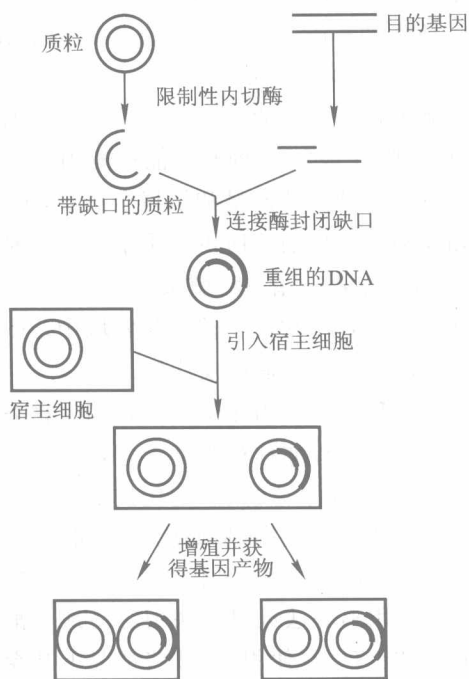 质粒
目的基因
限制性内切酶
带缺口的质粒
连接酶封闭缺口
重组的DNA
引入宿主细胞
宿主细胞
增殖并获
得基因产物